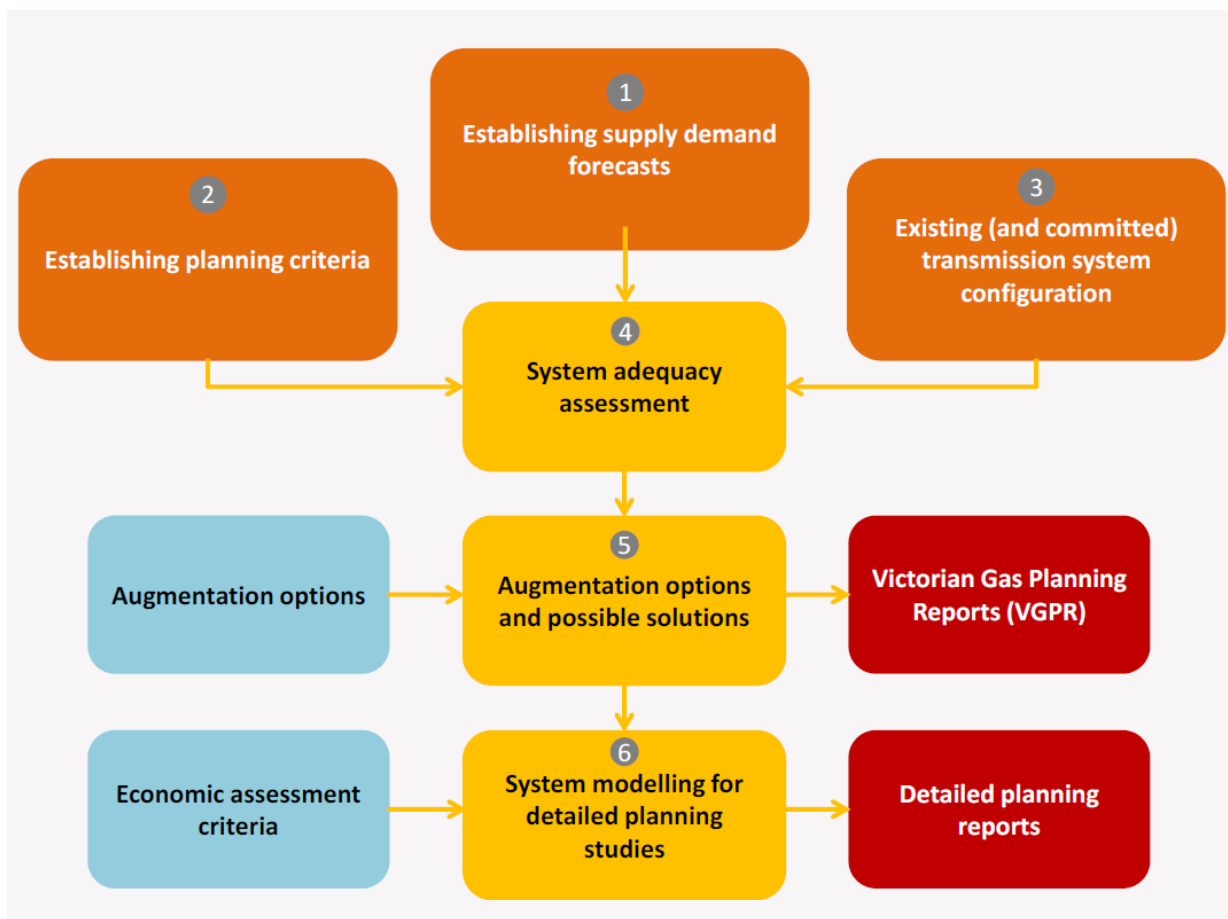 1
Establishing supply demand
forecasts
2
Establishing planning criteria
3
Existing (and committed)
transmission system
configuration
4
System adequacy
assessment
Augmentation options
5
Augmentation options
and possible solutions
Victorian Gas Planning
Reports (VGPR)
Economic assessment
criteria
6
System modelling for
detailed planning
studies
Detailed planning
reports